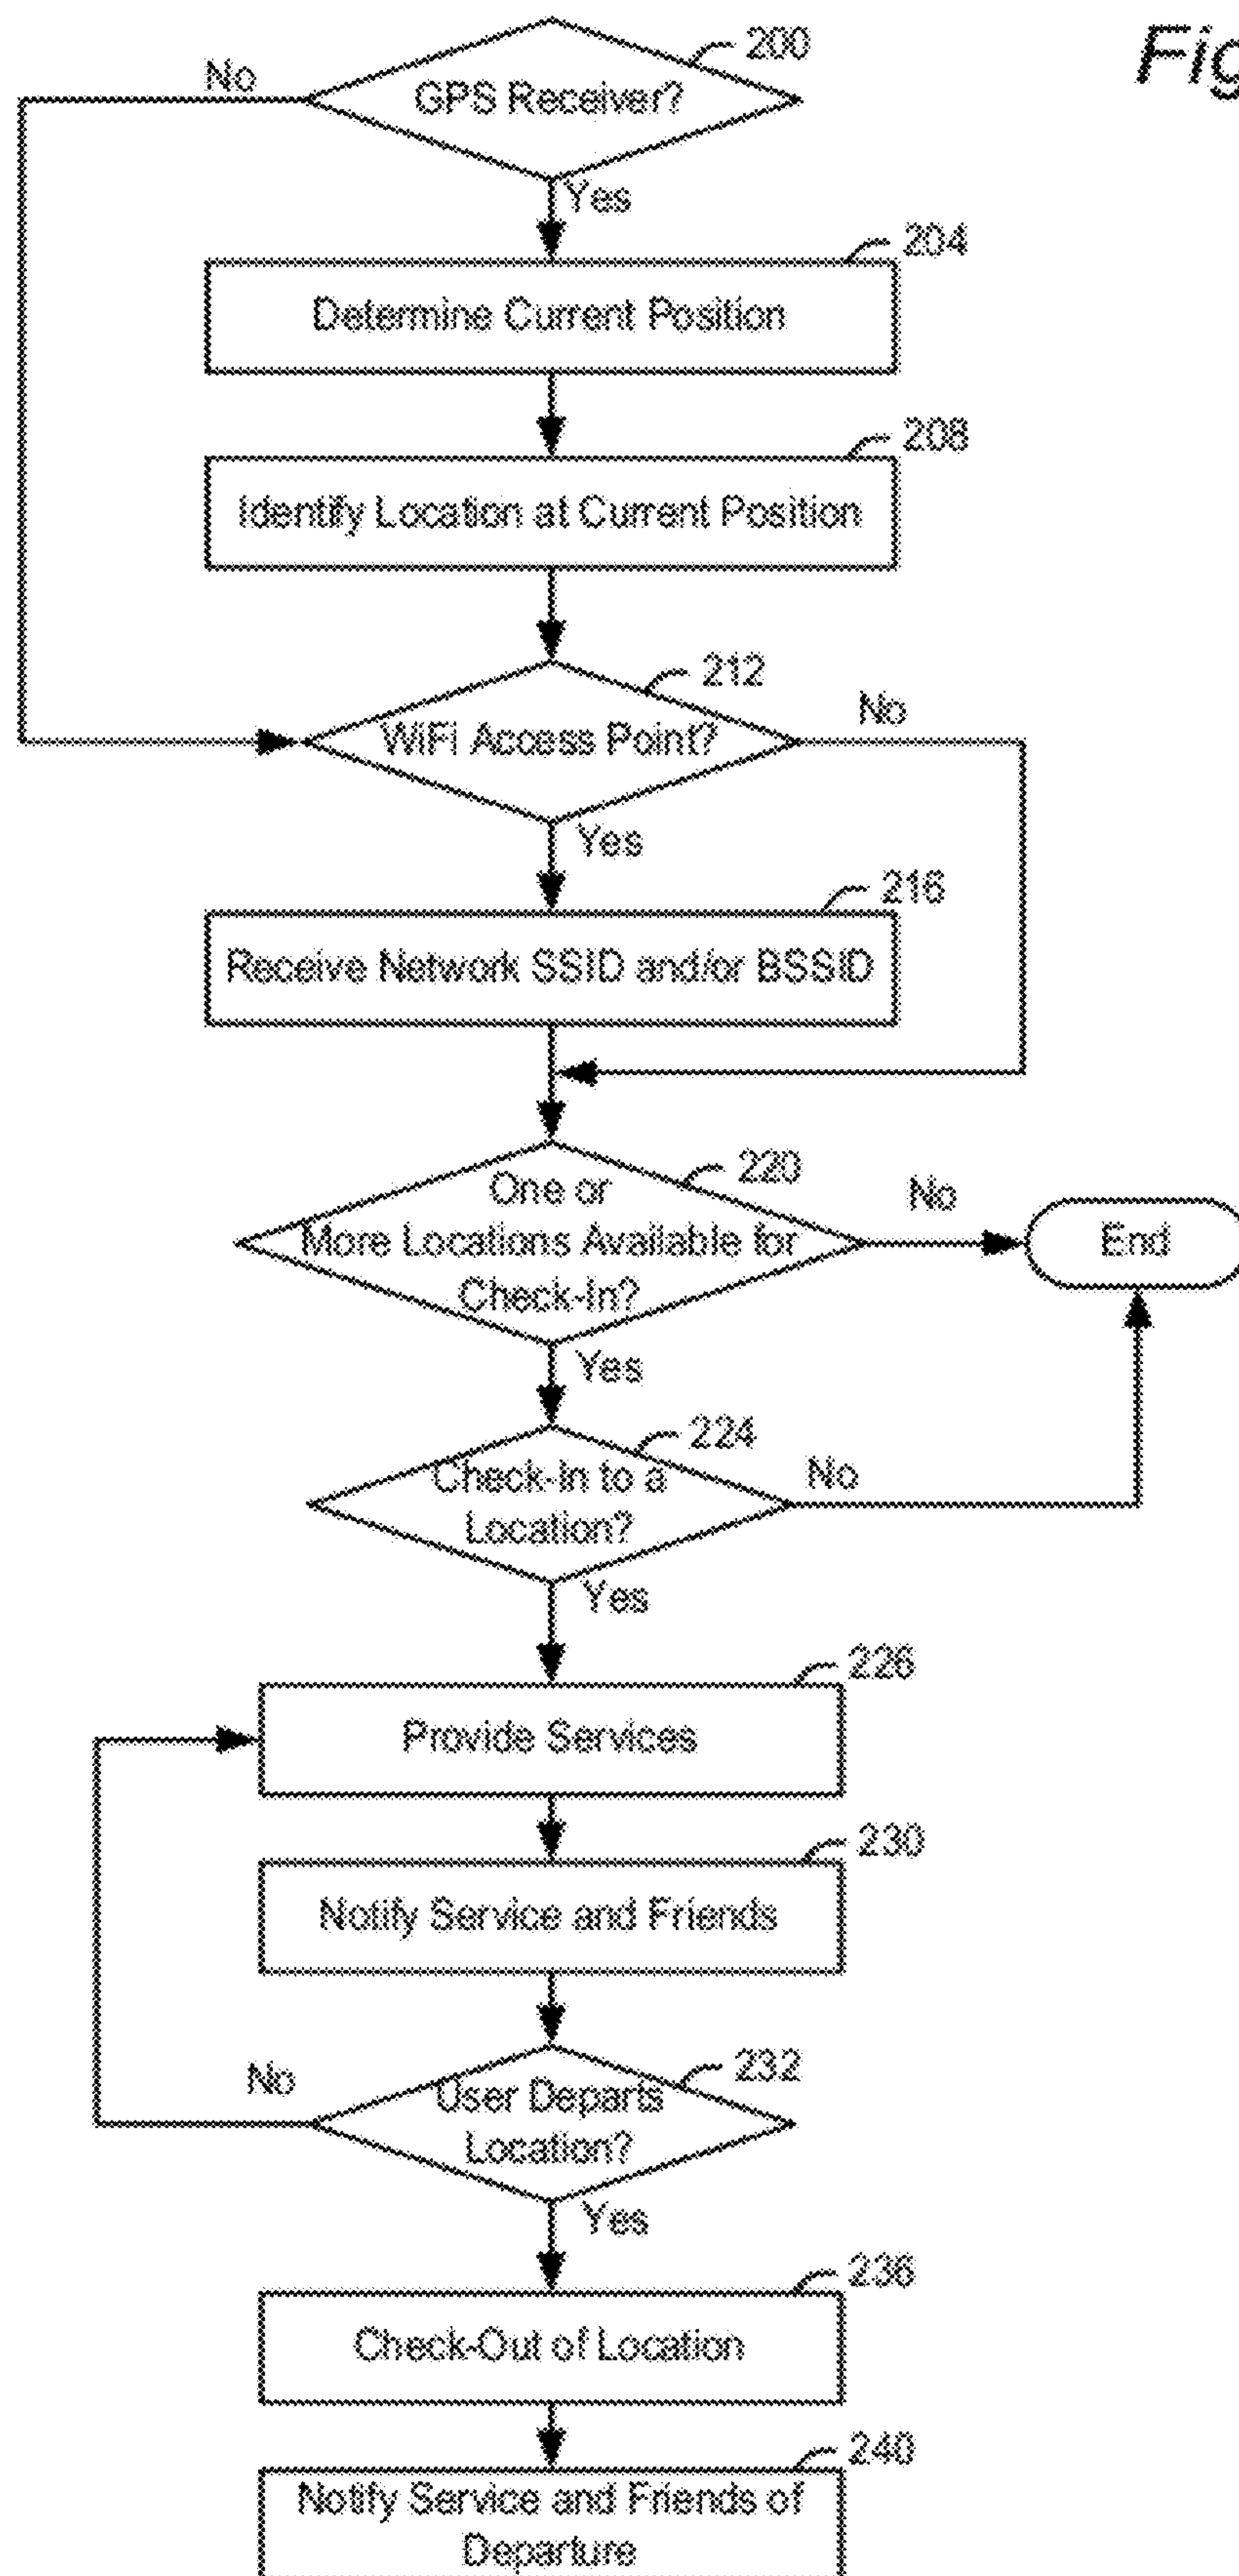 Fig
200
No
GPS Receiver?
Yes
204
Determine Current Position
208
Identify Location at Current Position
212
No
WiFi Access Point?
Yes
216
Receive Network SSID and/or BSSID
220
One or
No
More Locations Available for
End
Check-In?
Yes
224
Check-In to a
No
Location?
Yes
226
Provide Services
230
Notify Service and Friends
232
No
User Departs
Location?
Yes
236
Check-Out of Location
240
Notify Service and Friends of
Departure